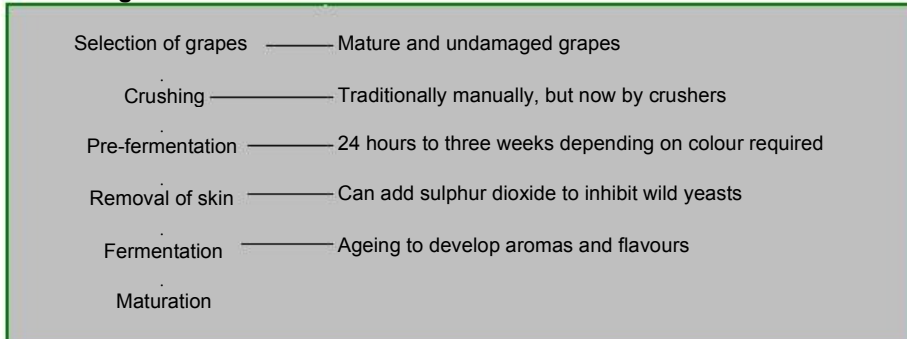 Selection of grapes Mature and undamaged grapes
Crushing Traditionally manually, but now by crushers
Pre-fermentation 24 hours to three weeks depending on colour required
Removal of skin Can add sulphur dioxide to inhibit wild yeasts
Fermentation Ageing to develop aromas and flavours
Maturation